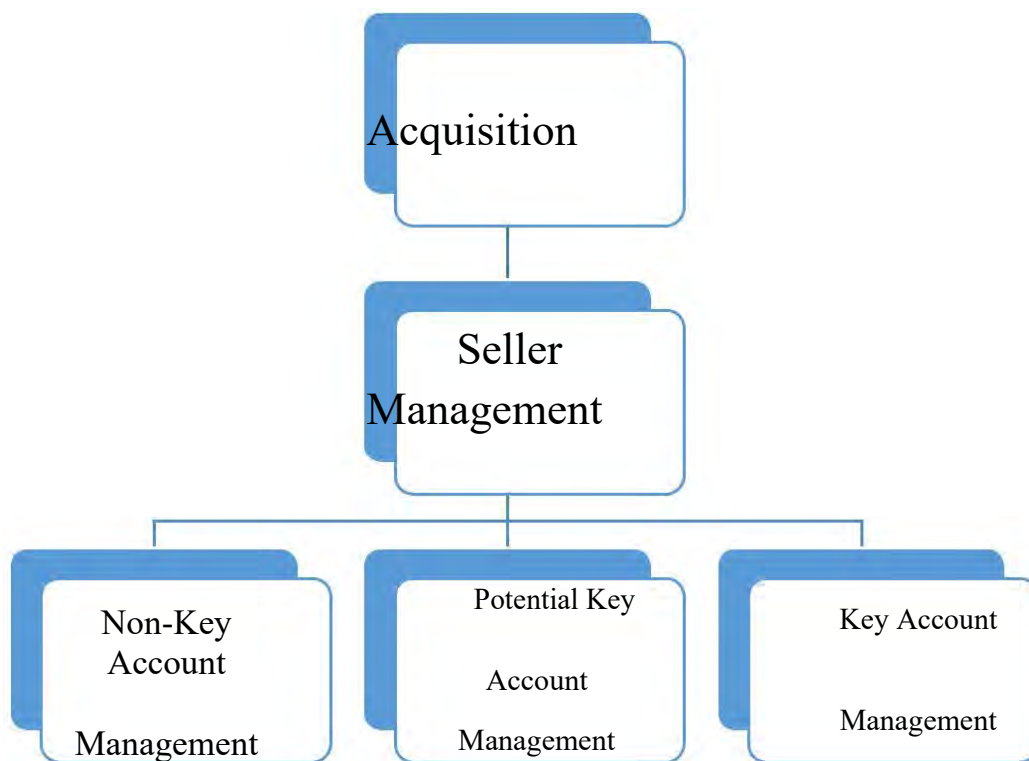 Acquisition
Seller
Management
Non-Key
Account
Management
Potential Key
Account
Management
Key Account
Management